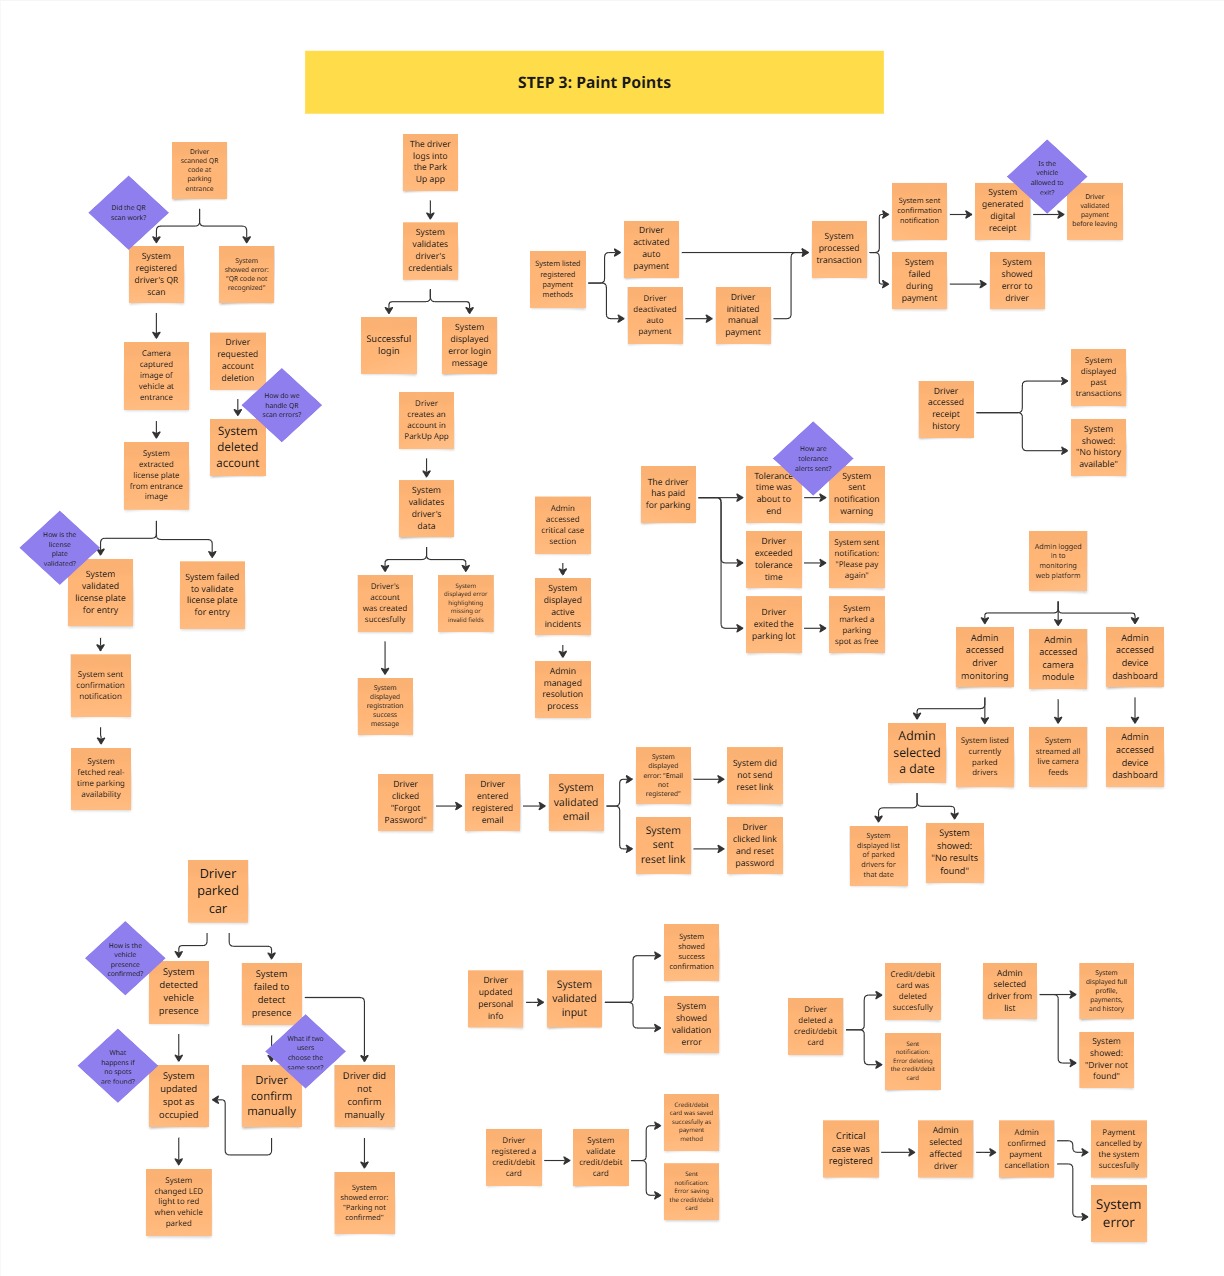 STEP 3: Paint Points
Driver
scanned QR
code at
parking
entrance
Did the QR
scan work?
System
registered
driver's QR
scan
System
showed error:
"QR code not
recognized"
Camera
captured
image of
vehicle at
entrance
Driver
requested
account
deletion
How do we
handle QR
scan errors?
System
deleted
account
System
extracted
license plate
from entrance
image
How is the
license
plate
validated?
System
validated
license plate
for entry
System failed
to validate
license plate
for entry
System sent
confirmation
notification
System
fetched real-
time parking
availability
The driver
logs into
the Park
Up app
System
validates
driver's
credentials
Successful
login
System
displayed
error login
message
Driver
creates an
account in
ParkUp App
System
validates
driver's
data
Driver's
account
was created
succesfully
System
displayed error
highlighting
missing or
invalid fields
System
displayed
registration
success
message
Admin
accessed
critical case
section
System
displayed
active
incidents
Admin
managed
resolution
process
System listed
registered
payment
methods
Driver
activated
auto
payment
Driver
deactivated
auto
payment
Driver
initiated
manual
payment
System
processed
transaction
System sent
confirmation
notification
System
generated
digital
receipt
Is the
vehicle
allowed to
exit?
Driver
validated
payment
before leaving
System
failed
during
payment
System
showed
error to
driver
Driver
accessed
receipt
history
System
displayed
past
transactions
System
showed:
"No history
available"
The driver
has paid
for parking
How are
tolerance
alerts sent?
Tolerance
time was
about to
end
System
sent
notification
warning
Driver
exceeded
tolerance
time
System sent
notification:
"Please pay
again"
Driver
exited the
parking lot
System
marked a
parking
spot as free
Admin logged
in to
monitoring
web platform
Admin
accessed
driver
monitoring
Admin
accessed
camera
module
Admin
accessed
device
dashboard
Admin
selected
a date
System listed
currently
parked
drivers
System
streamed all
live camera
feeds
Admin
accessed
device
dashboard
System
displayed list
of parked
drivers for
that date
System
showed:
"No results
found"
Driver
clicked
"Forgot
Password"
Driver
entered
registered
email
System
validated
email
System
displayed
error: "Email
not
registered"
System did
not send
reset link
System
sent
reset link
Driver
clicked link
and reset
password
Driver
parked
car
How is the
vehicle
presence
confirmed?
System
detected
vehicle
presence
System
failed to
detect
presence
What
happens if
no spots
are found?
System
updated
spot as
occupied
What if two
users
choose the
same spot?
Driver
confirm
manually
Driver did
not
confirm
manually
System
changed LED
light to red
when vehicle
parked
System
showed error:
"Parking not
confirmed"
Driver
updated
personal
info
System
validated
input
System
showed
success
confirmation
System
showed
validation
error
Driver
deleted a
credit/debit
card
Credit/debit
card was
deleted
succesfully
Sent
notification:
Error deleting
the credit/debit
card
Admin
selected
driver from
list
System
displayed full
profile,
payments,
and history
System
showed:
"Driver not
found"
Driver
registered a
credit/debit
card
System
validate
credit/debit
card
Credit/debit
card was saved
succesfully as
payment
method
Sent
notification:
Error saving
the credit/debit
card
Critical
case was
registered
Admin
selected
affected
driver
Admin
confirmed
payment
cancellation
Payment
cancelled by
the system
succesfully
System
error